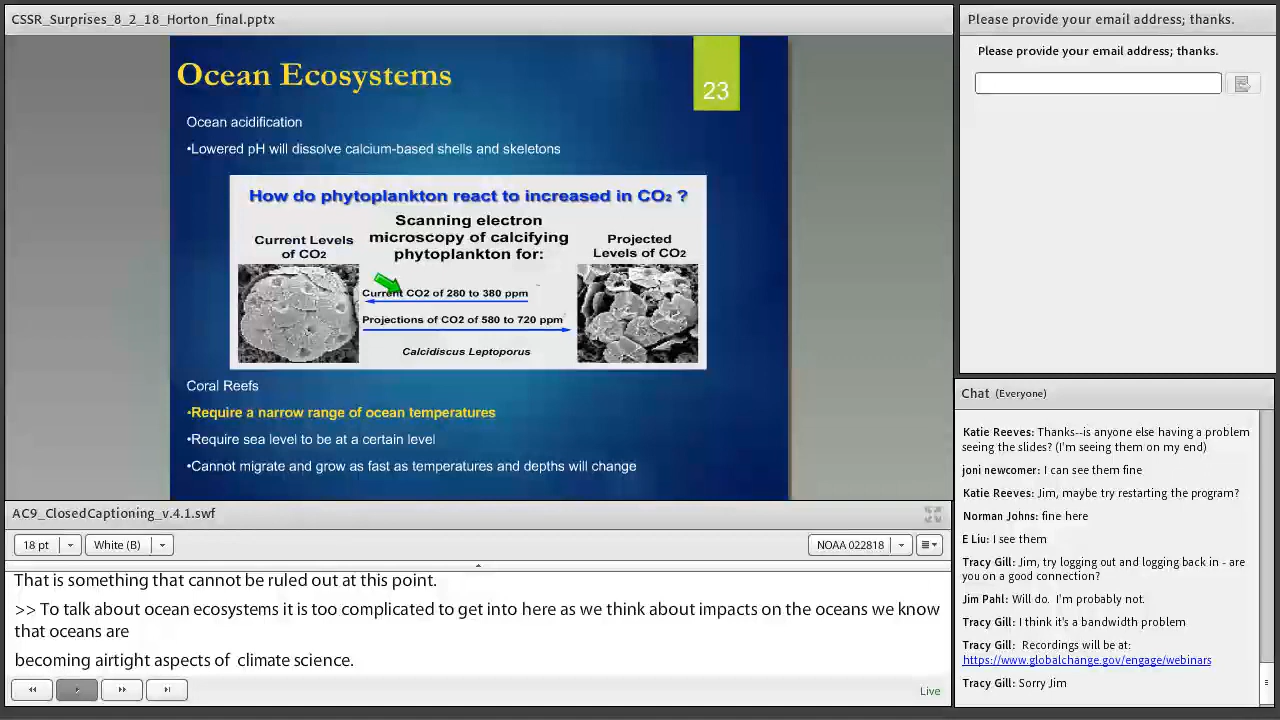 CSSR_Surprises_8_2_18_Horton_final.pptx
Ocean Ecosystems
23
Ocean acidification
•Lowered pH will dissolve calcium-based shells and skeletons
How do phytoplankton react to increased in CO₂ ?
Scanning electron
microscopy of calcifying
phytoplankton for:
Current Levels
of CO₂
Projected
Levels of CO₂
Current CO2 of 280 to 380 ppm
Projections of CO2 of 580 to 720 ppm
Calcidiscus Leptoporus
Coral Reefs
•Require a narrow range of ocean temperatures
•Require sea level to be at a certain level
•Cannot migrate and grow as fast as temperatures and depths will change
AC9_ClosedCaptioning_v.4.1.swf
18 pt
White (B)
NOAA 022818
That is something that cannot be ruled out at this point.
>> To talk about ocean ecosystems it is too complicated to get into here as we think about impacts on the oceans we know
that oceans are
becoming airtight aspects of  climate science.
Live
Please provide your email address; thanks.
Please provide your email address; thanks.
Chat (Everyone)
Katie Reeves: Thanks--is anyone else having a problem
seeing the slides? (I'm seeing them on my end)
joni newcomer: I can see them fine
Katie Reeves: Jim, maybe try restarting the program?
Norman Johns: fine here
E Liu: I see them
Tracy Gill: Jim, try logging out and logging back in - are
you on a good connection?
Jim Pahl: Will do.  I'm probably not.
Tracy Gill: I think it's a bandwidth problem
Tracy Gill:  Recordings will be at:
https://www.globalchange.gov/engage/webinars
Tracy Gill: Sorry Jim